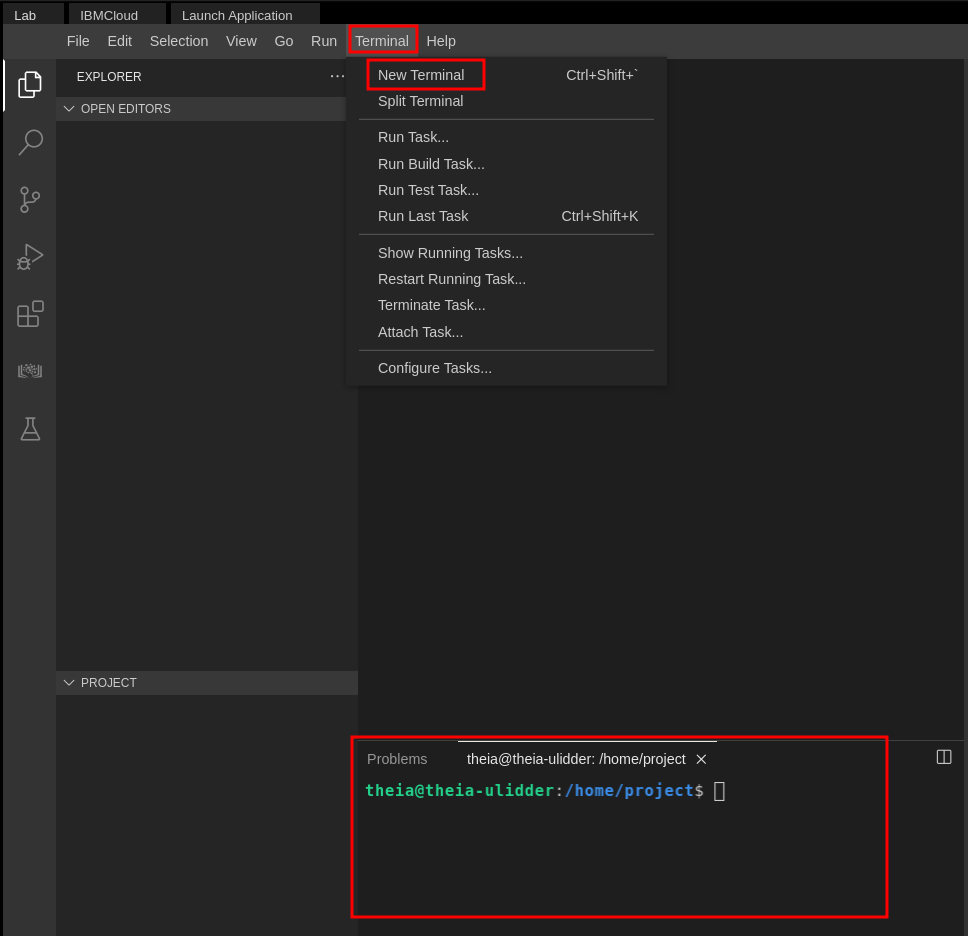 Lab IBMCloud Launch Application
File Edit Selection View Go Run Terminal Help
EXPLORER ...
OPEN EDITORS
New Terminal Ctrl+Shift+`
Split Terminal
Run Task...
Run Build Task...
Run Test Task...
Run Last Task Ctrl+Shift+K
Show Running Tasks...
Restart Running Task...
Terminate Task...
Attach Task...
Configure Tasks...
PROJECT
Problems theia@theia-ulidder: /home/project
theia@theia-ulidder:/home/project$